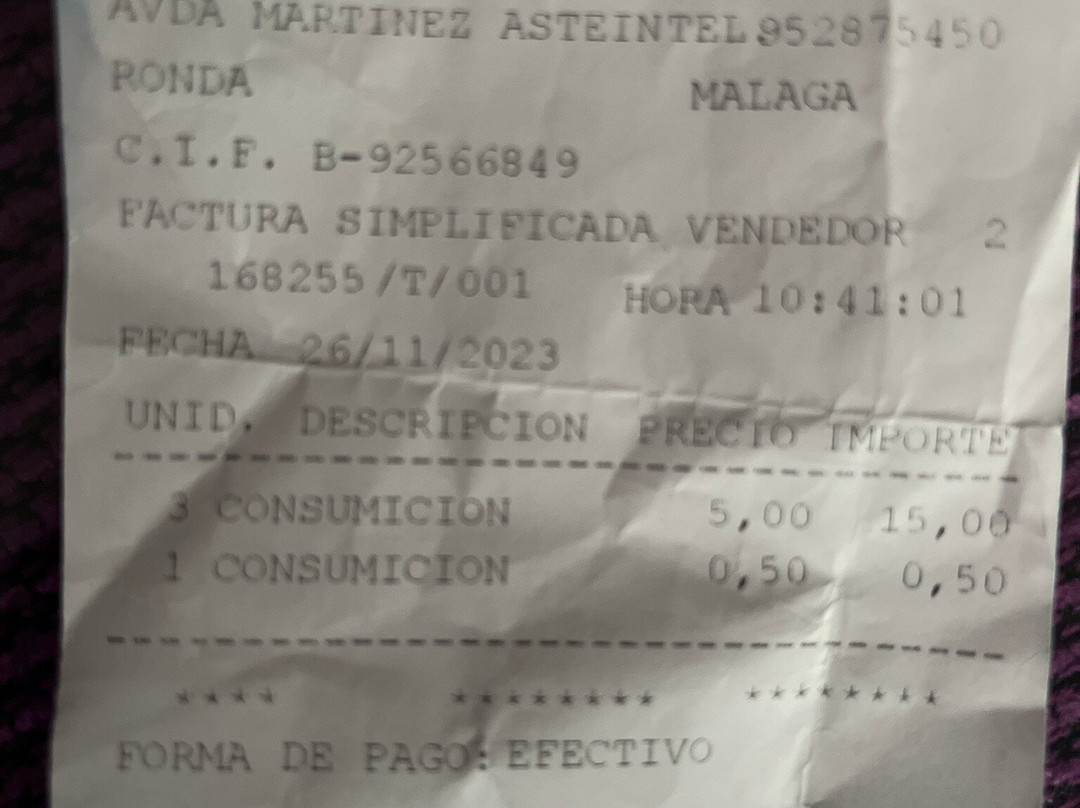 AVDA MARTINEZ ASTEINTEL 952875450
RONDA MALAGA
C.I.F. B-92566849
FACTURA SIMPLIFICADA VENDEDOR 2
168255/T/001 HORA 10:41:01
FECHA 26/11/2023
UNID. DESCRIPCION PRECIO IMPORTE
--------------------------------------
3 CONSUMICION 5,00 15,00
1 CONSUMICION 0,50 0,50
--------------------------------------
**** ******** ********
FORMA DE PAGO: EFECTIVO